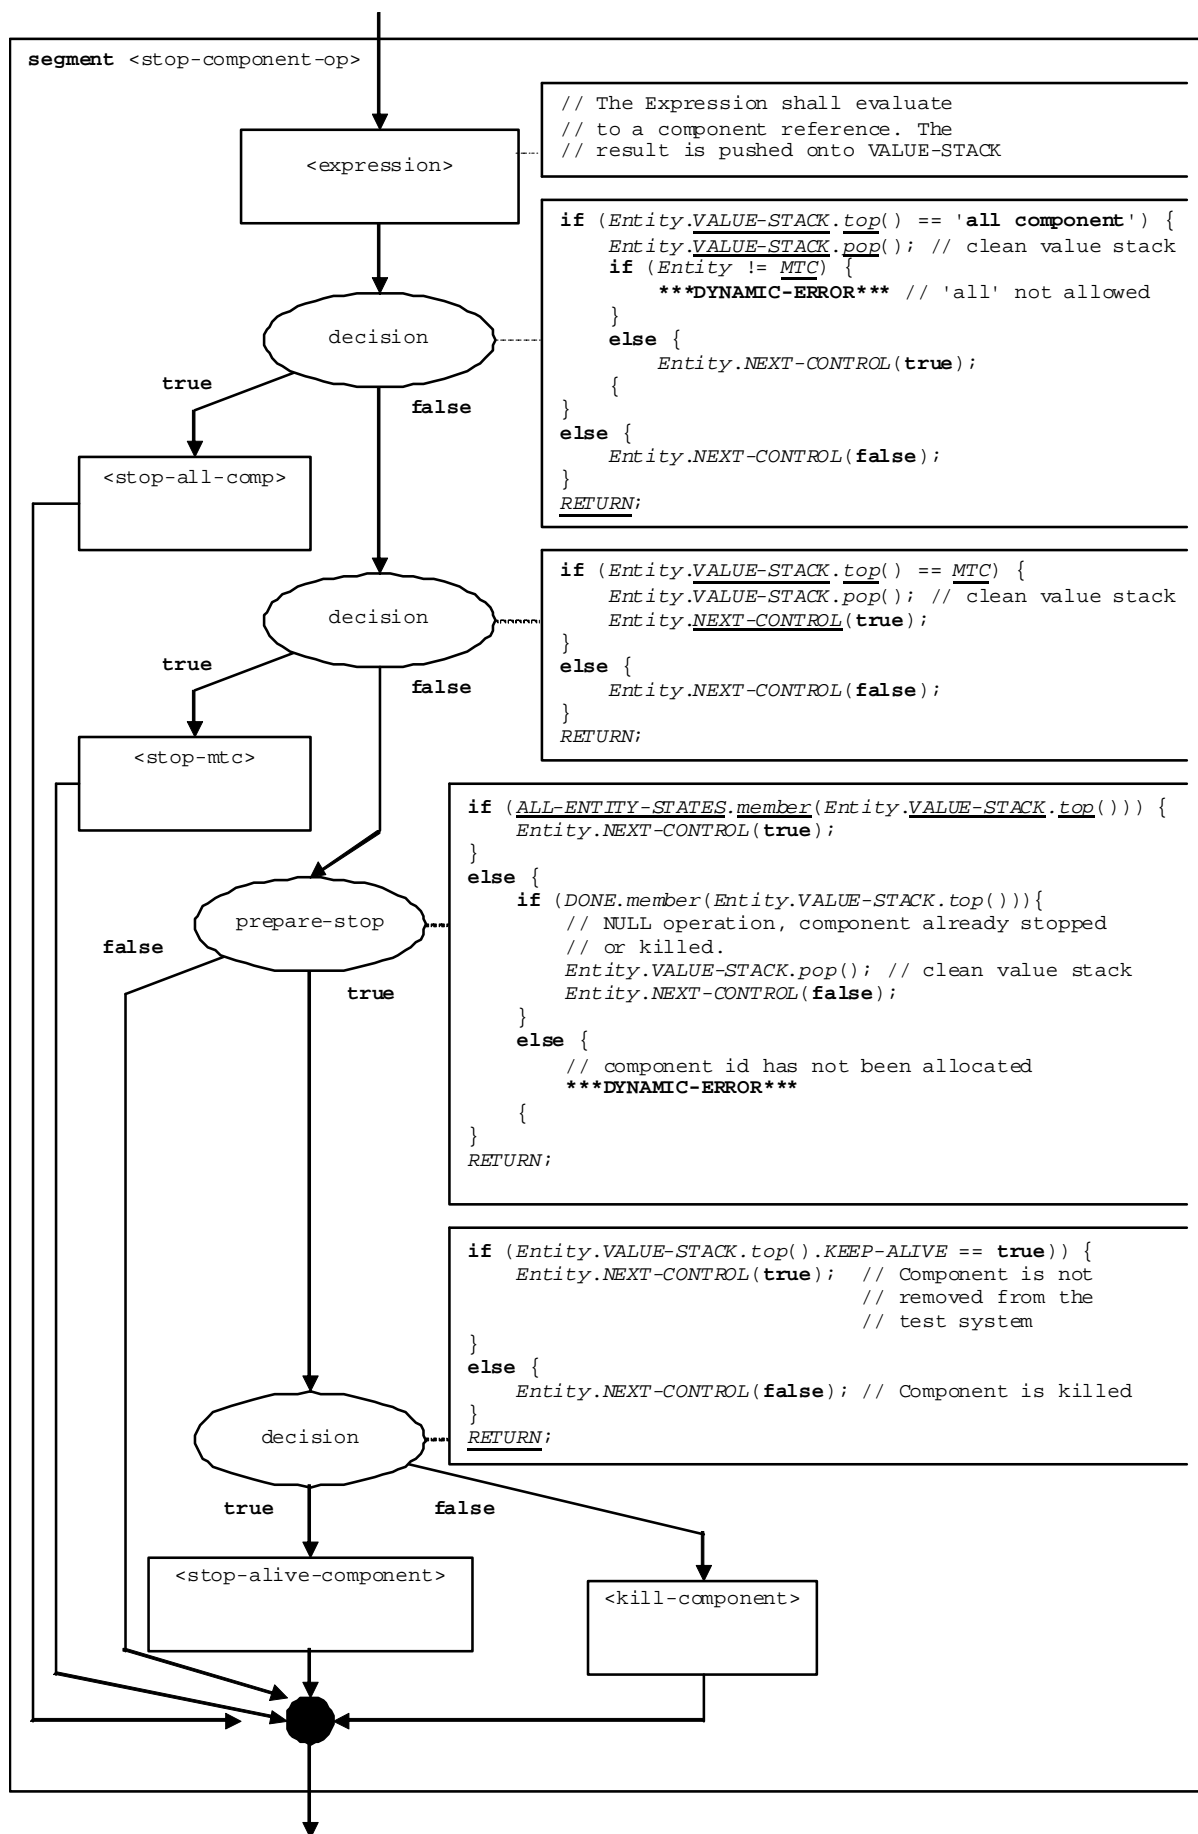 segment <stop-component-op>
// The Expression shall evaluate
// to a component reference. The
// result is pushed onto VALUE-STACK
<expression>
if (Entity.VALUE-STACK.top() == 'all component') {
Entity.VALUE-STACK.pop(); // clean value stack
if (Entity != MTC) {
***DYNAMIC-ERROR*** // 'all' not allowed
}
else {
Entity.NEXT-CONTROL(true);
{
}
else {
Entity.NEXT-CONTROL(false);
}
RETURN;
decision
true
false
<stop-all-comp>
if (Entity.VALUE-STACK.top() == MTC) {
Entity.VALUE-STACK.pop(); // clean value stack
Entity.NEXT-CONTROL(true);
}
else {
Entity.NEXT-CONTROL(false);
}
RETURN;
decision
true
false
<stop-mtc>
if (ALL-ENTITY-STATES.member(Entity.VALUE-STACK.top())) {
Entity.NEXT-CONTROL(true);
}
else {
if (DONE.member(Entity.VALUE-STACK.top())){
// NULL operation, component already stopped
// or killed.
Entity.VALUE-STACK.pop(); // clean value stack
Entity.NEXT-CONTROL(false);
}
else {
// component id has not been allocated
***DYNAMIC-ERROR***
{
}
RETURN;
prepare-stop
false
true
if (Entity.VALUE-STACK.top().KEEP-ALIVE == true)) {
Entity.NEXT-CONTROL(true); // Component is not
// removed from the
// test system
}
else {
Entity.NEXT-CONTROL(false); // Component is killed
}
RETURN;
decision
true
false
<stop-alive-component>
<kill-component>